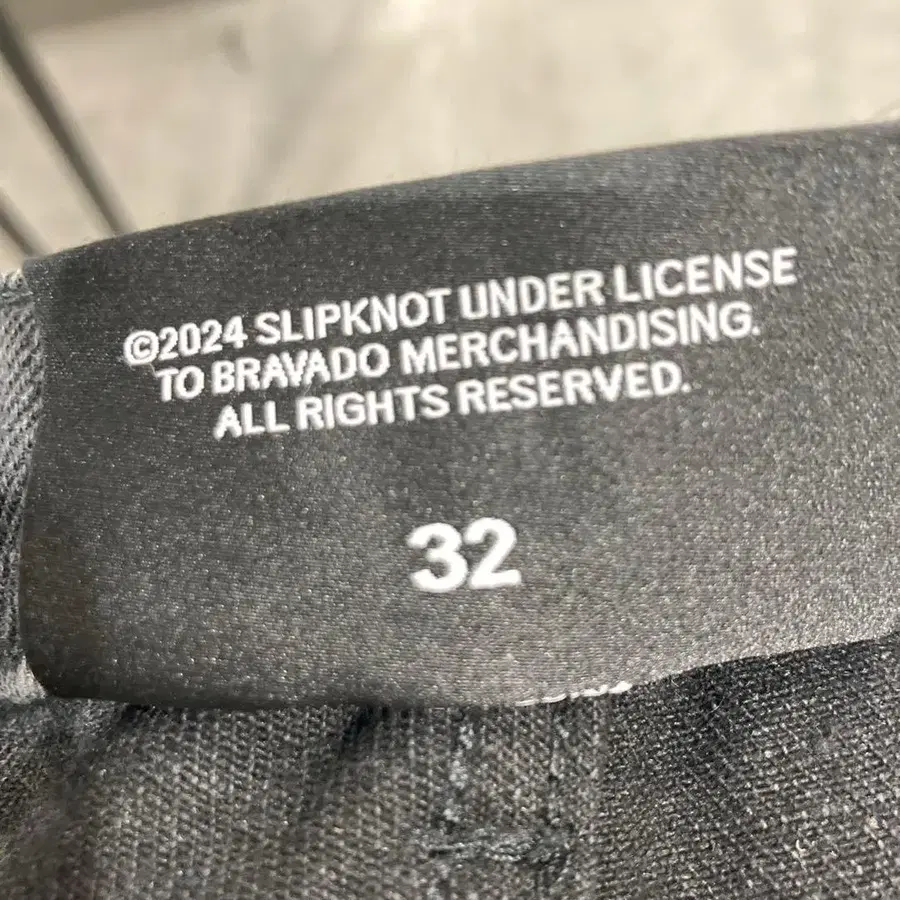 ©2024 SLIPKNOT UNDER LICENSE
TO BRAVADO MERCHANDISING.
ALL RIGHTS RESERVED.
32